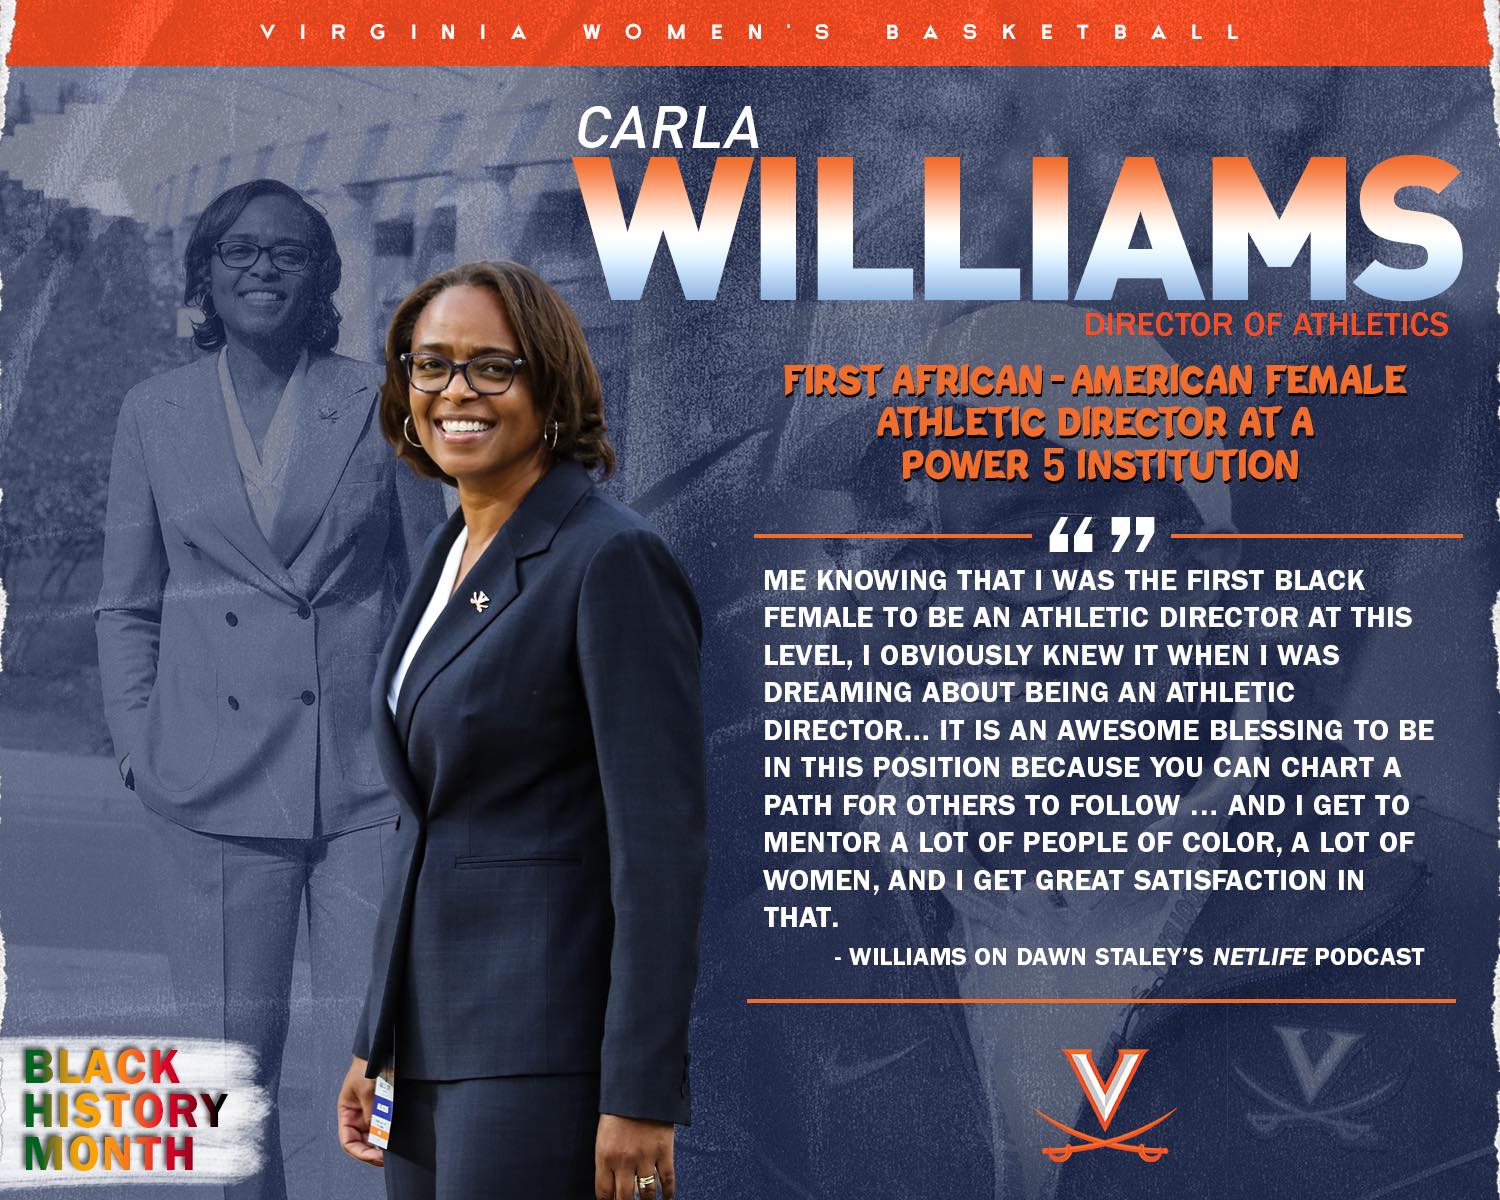 VIRGINIA WOMEN'S BASKETBALL
CARLA
WILLIAMS
DIRECTOR OF ATHLETICS
FIRST AFRICAN-AMERICAN FEMALE
ATHLETIC DIRECTOR AT A
POWER 5 INSTITUTION
“ ”
ME KNOWING THAT I WAS THE FIRST BLACK
FEMALE TO BE AN ATHLETIC DIRECTOR AT THIS
LEVEL, I OBVIOUSLY KNEW IT WHEN I WAS
DREAMING ABOUT BEING AN ATHLETIC
DIRECTOR... IT IS AN AWESOME BLESSING TO BE
IN THIS POSITION BECAUSE YOU CAN CHART A
PATH FOR OTHERS TO FOLLOW ... AND I GET TO
MENTOR A LOT OF PEOPLE OF COLOR, A LOT OF
WOMEN, AND I GET GREAT SATISFACTION IN
THAT.
- WILLIAMS ON DAWN STALEY'S NETLIFE PODCAST
BLACK
HISTORY
MONTH
V